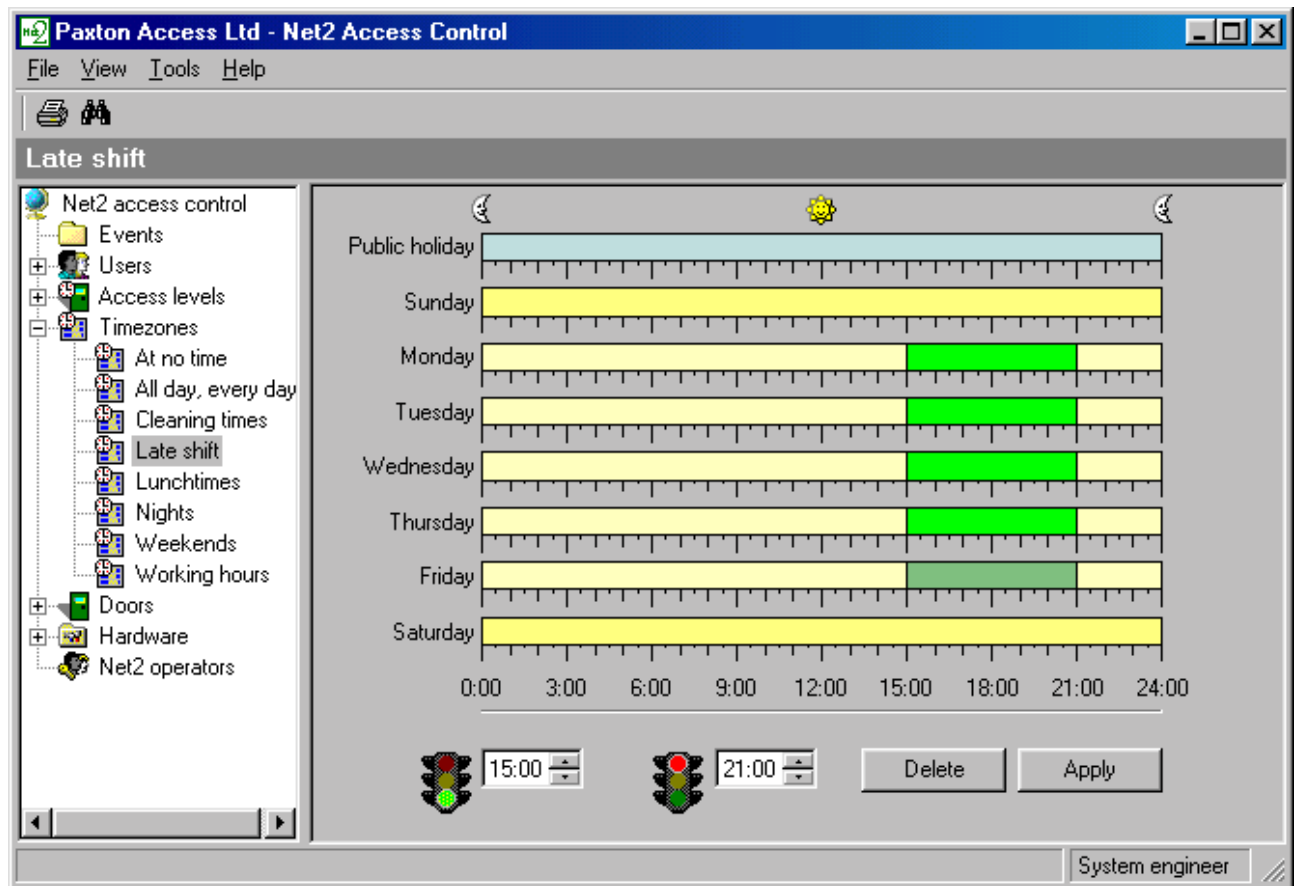 Paxton Access Ltd - Net2 Access Control
File View Tools Help
Late shift
Net2 access control
Events
Users
Access levels
Timezones
At no time
All day, every day
Cleaning times
Late shift
Lunchtimes
Nights
Weekends
Working hours
Doors
Hardware
Net2 operators
Public holiday
Sunday
Monday
Tuesday
Wednesday
Thursday
Friday
Saturday
0:00 3:00 6:00 9:00 12:00 15:00 18:00 21:00 24:00
15:00 21:00 Delete Apply
System engineer